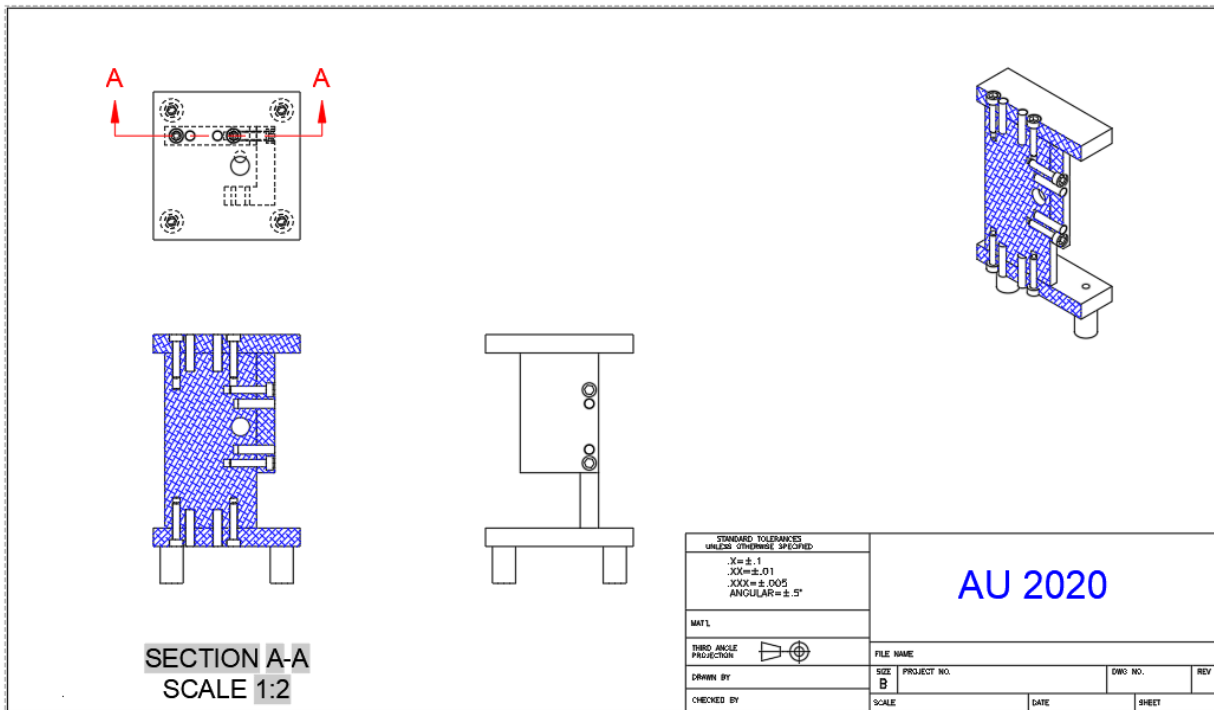 A A
SECTION A-A
SCALE 1:2
STANDARD TOLERANCES
UNLESS OTHERWISE SPECIFIED
.X=±.1
.XX=±.01
.XXX=±.005
ANGULAR=±.5°
MAT'L
THIRD ANGLE
PROJECTION
DRAWN BY
CHECKED BY
AU 2020
FILE NAME
SIZE PROJECT NO. DWG NO. REV
B
SCALE DATE SHEET